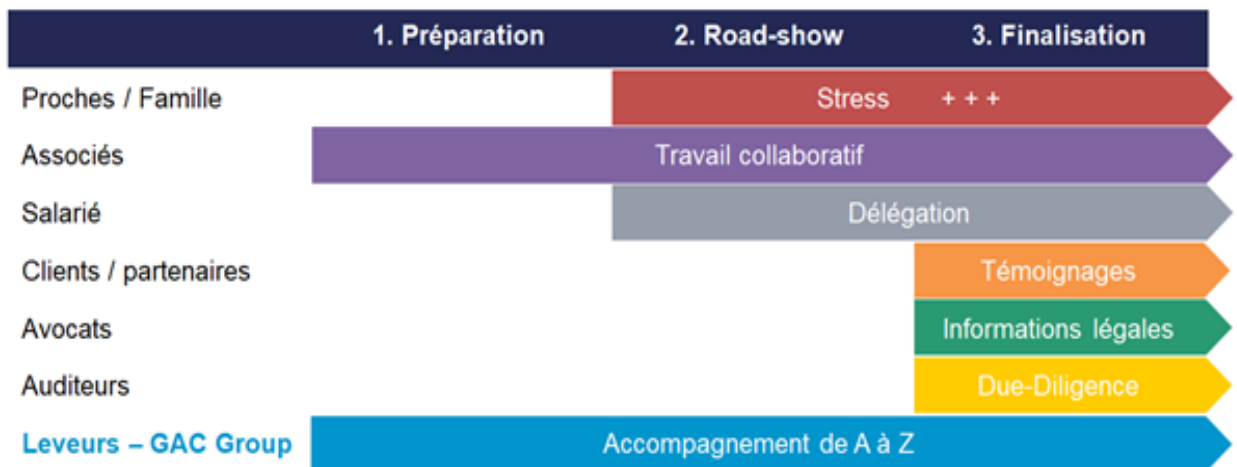 1. Préparation 2. Road-show 3. Finalisation
Proches / Famille Stress + + +
Associés Travail collaboratif
Salarié Délégation
Clients / partenaires Témoignages
Avocats Informations légales
Auditeurs Due-Diligence
Leveurs – GAC Group Accompagnement de A à Z